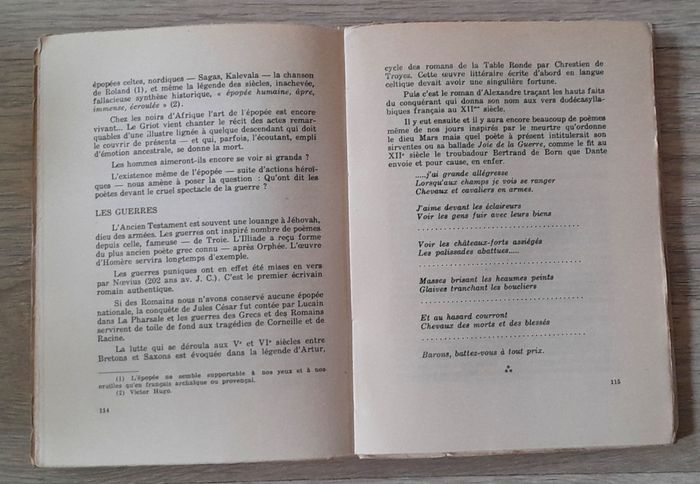 épopées celtes, nordiques — Sagas, Kalevala — la chanson
de Roland (1), et même la légende des siècles, inachevée,
fallacieuse synthèse historique, « épopée humaine, âpre,
immense, écroulée » (2).
Chez les noirs d'Afrique l'art de l'épopée est encore
vivant... Le Griot vient chanter le récit des actes remar-
quables d'une illustre lignée à quelque descendant qui doit
le couvrir de présents — et qui, parfois, l'écoutant, empli
d'émotion ancestrale, se donne la mort.
Les hommes aimeront-ils encore se voir si grands ?
L'existence même de l'épopée — suite d'actions héroï-
ques — nous amène à poser la question : Qu'ont dit les
poètes devant le cruel spectacle de la guerre ?
LES GUERRES
L'Ancien Testament est souvent une louange à Jéhovah,
dieu des armées. Les guerres ont inspiré nombre de poèmes
depuis celle, fameuse — de Troie. L'Illiade a reçu forme
du plus ancien poète grec connu — après Orphée. L'œuvre
d'Homère servira longtemps d'exemple.
Les guerres puniques ont en effet été mises en vers
par Nœvius (202 ans av. J. C.). C'est le premier écrivain
romain authentique.
Si des Romains nous n'avons conservé aucune épopée
nationale, la conquête de Jules César fut contée par Lucain
dans La Pharsale et les guerres des Grecs et des Romains
servirent de toile de fond aux tragédies de Corneille et de
Racine.
La lutte qui se déroula aux Ve et VIe siècles entre
Bretons et Saxons est évoquée dans la légende d'Artur,
(1) L'épopée ne semble supportable à nos yeux et à nos
oreilles qu'en français archaïque ou provençal.
(2) Victor Hugo.
114
cycle des romans de la Table Ronde par Chrestien de
Troyes. Cette œuvre littéraire écrite d'abord en langue
celtique devait avoir une singulière fortune.
Puis c'est le roman d'Alexandre traçant les hauts faits
du conquérant qui donna son nom aux vers dodécasylla-
biques français au XIIme siècle.
Il y eut ensuite et il y aura encore beaucoup de poèmes
même de nos jours inspirés par le meurtre qu'ordonne
le dieu Mars mais quel poète à présent intitulerait son
sirventes ou sa ballade Joie de la Guerre, comme le fit au
XIIe siècle le troubadour Bertrand de Born que Dante
envoie et pour cause, en enfer.
.....j'ai grande allégresse
Lorsqu'aux champs je vois se ranger
Chevaux et cavaliers en armes.
J'aime devant les éclaireurs
Voir les gens fuir avec leurs biens
. . . . . . . . . . . . . . . . . . . . . .
Voir les châteaux-forts assiégés
Les palissades abattues.....
. . . . . . . . . . . . . . . . . . . . . .
Masses brisant les heaumes peints
Glaives tranchant les boucliers
. . . . . . . . . . . . . . . . . . . . . .
Et au hasard courront
Chevaux des morts et des blessés
. . . . . . . . . . . . . . . . . . . . . .
Barons, battez-vous à tout prix.
⁂
115